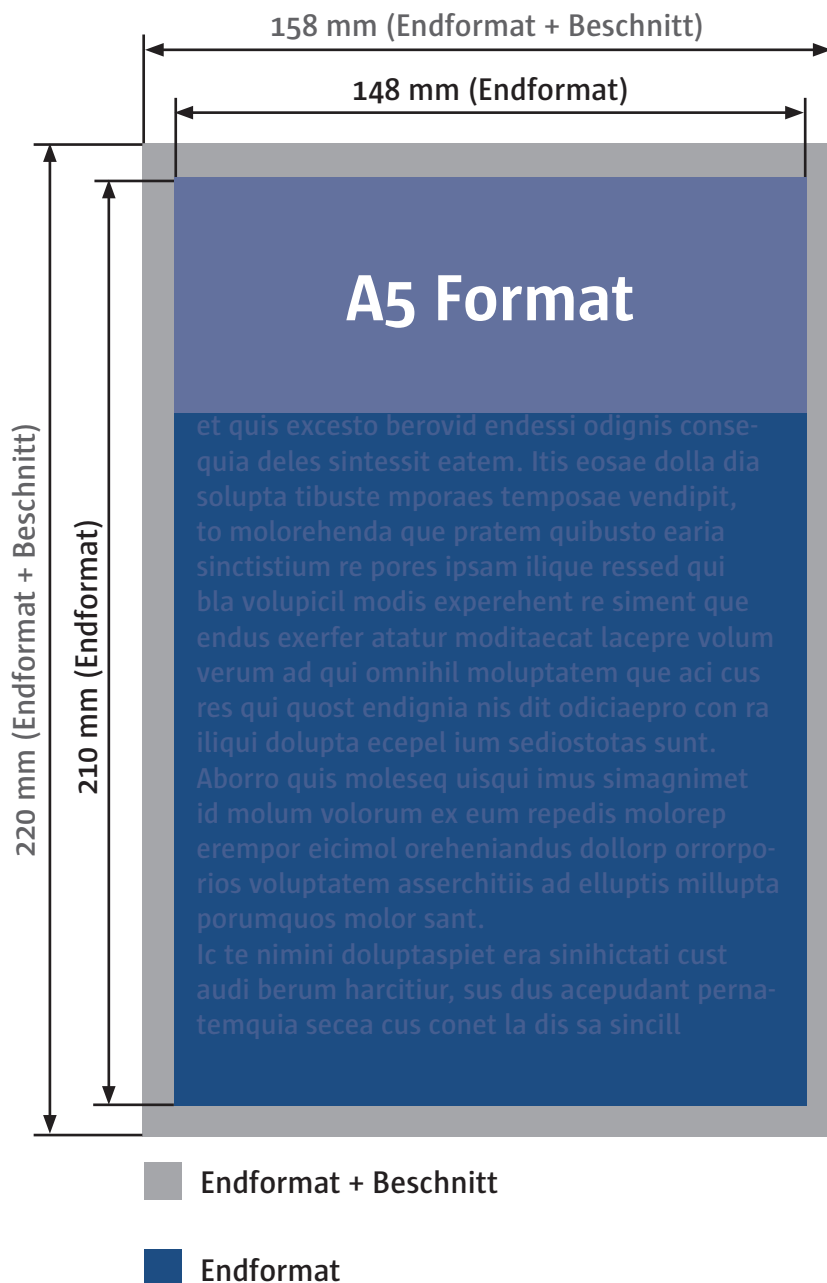 158 mm (Endformat + Beschnitt)
148 mm (Endformat)
220 mm (Endformat + Beschnitt)
210 mm (Endformat)
A5 Format
et quis excesto berovid endessi odignis conse-
quia deles sintessit eatem. Itis eosae dolla dia
solupta tibuste mporaes temposae vendipit,
to molorehenda que pratem quibusto earia
sinctistium re pores ipsam ilique ressed qui
bla volupicil modis experehent re siment que
endus exerfer atatur moditaecat lacepre volum
verum ad qui omnihil moluptatem que aci cus
res qui quost endignia nis dit odiciaepro con ra
iliqui dolupta ecepel ium sediostotas sunt.
Aborro quis moleseq uisqui imus simagnimet
id molum volorum ex eum repedis molorep
erempor eicimol oreheniandus dollorp orrorpo-
rios voluptatem asserchitiis ad elluptis millupta
porumquos molor sant.
Ic te nimini doluptaspiet era sinihictati cust
audi berum harcitiur, sus dus acepudant perna-
temquia secea cus conet la dis sa sincill
Endformat + Beschnitt
Endformat